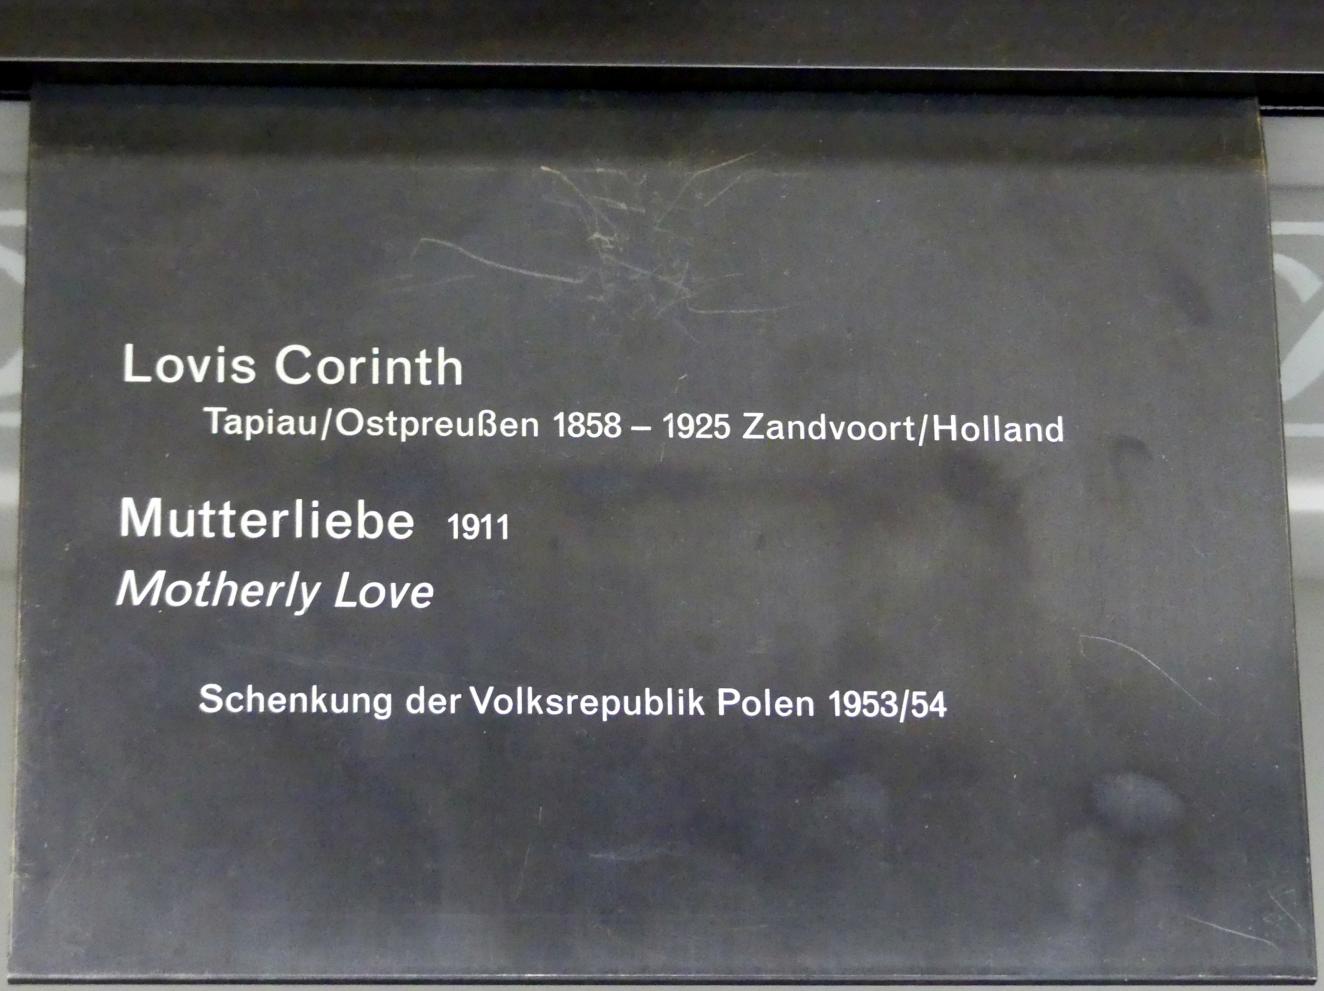 Lovis Corinth
Tapiau/Ostpreußen 1858 – 1925 Zandvoort/Holland
Mutterliebe 1911
Motherly Love
Schenkung der Volksrepublik Polen 1953/54